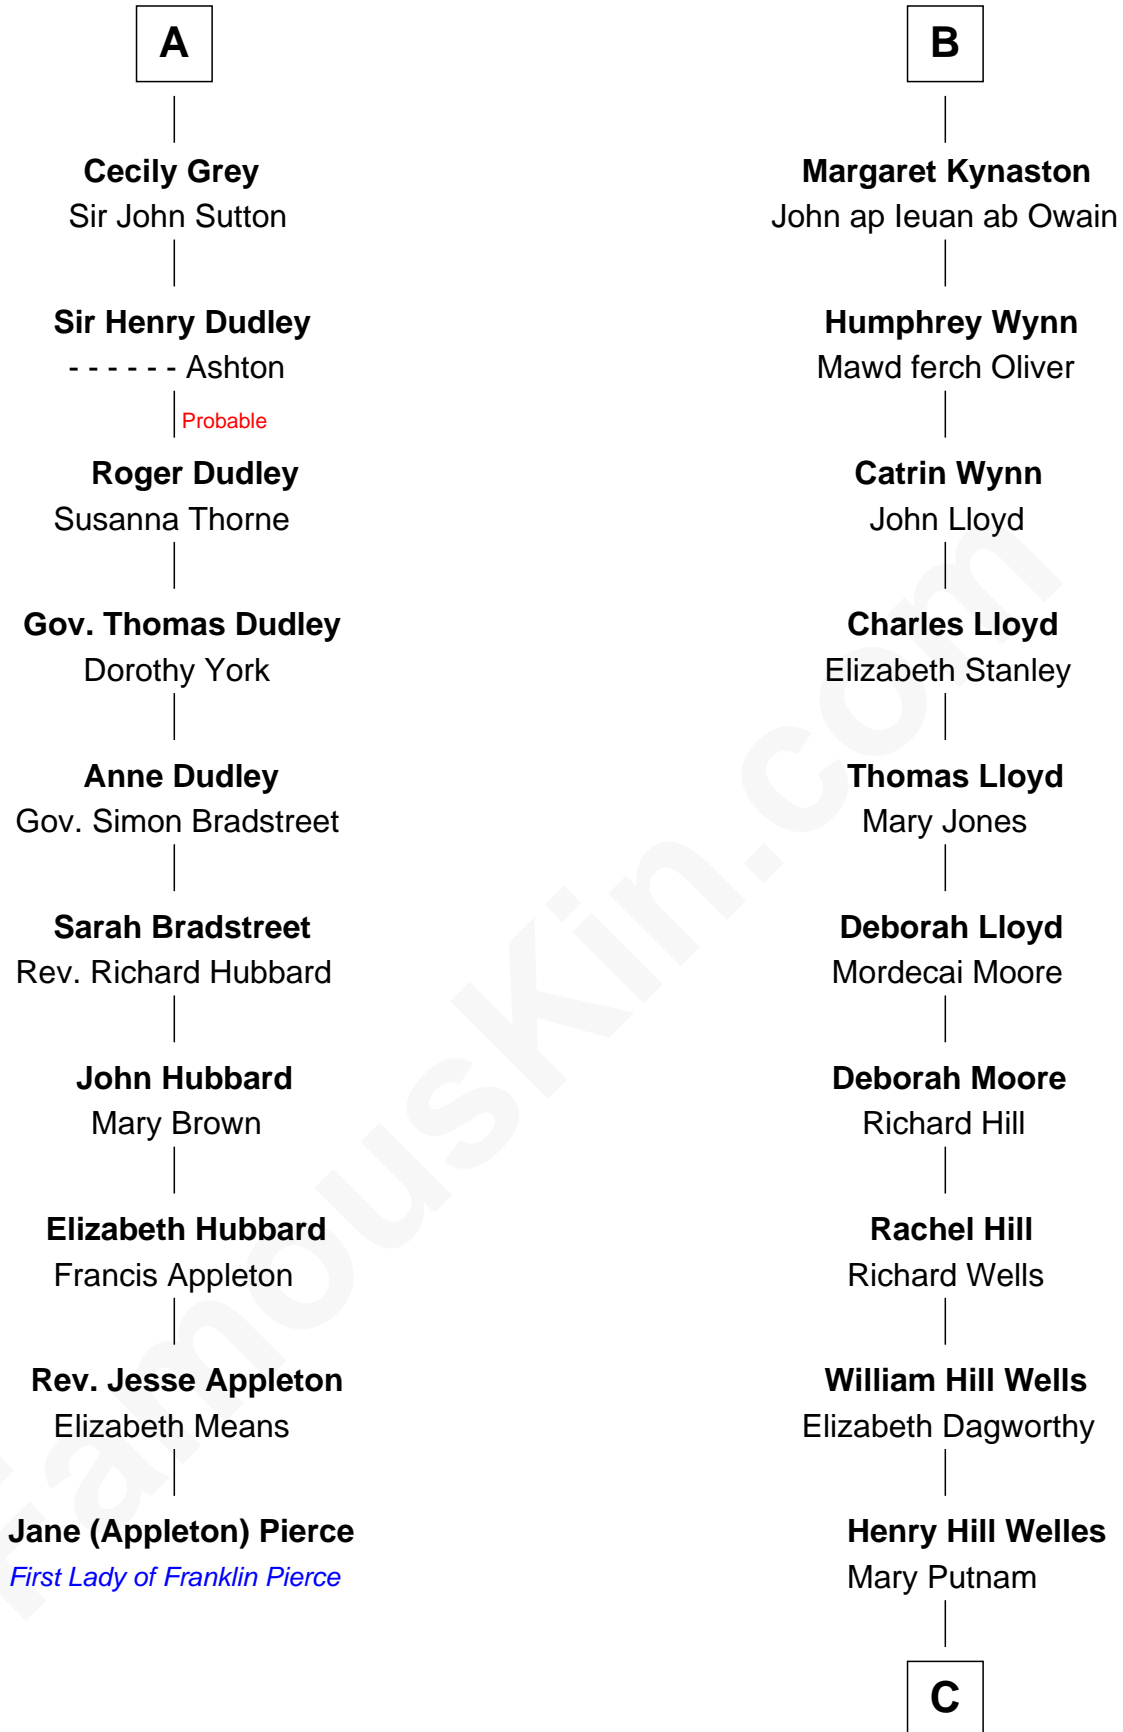 A
Cecily Grey
Sir John Sutton
Sir Henry Dudley
- - - - - - Ashton
Probable
Roger Dudley
Susanna Thorne
Gov. Thomas Dudley
Dorothy York
Anne Dudley
Gov. Simon Bradstreet
Sarah Bradstreet
Rev. Richard Hubbard
John Hubbard
Mary Brown
Elizabeth Hubbard
Francis Appleton
Rev. Jesse Appleton
Elizabeth Means
Jane (Appleton) Pierce
First Lady of Franklin Pierce
B
Margaret Kynaston
John ap Ieuan ab Owain
Humphrey Wynn
Mawd ferch Oliver
Catrin Wynn
John Lloyd
Charles Lloyd
Elizabeth Stanley
Thomas Lloyd
Mary Jones
Deborah Lloyd
Mordecai Moore
Deborah Moore
Richard Hill
Rachel Hill
Richard Wells
William Hill Wells
Elizabeth Dagworthy
Henry Hill Welles
Mary Putnam
C
FamousKin.com